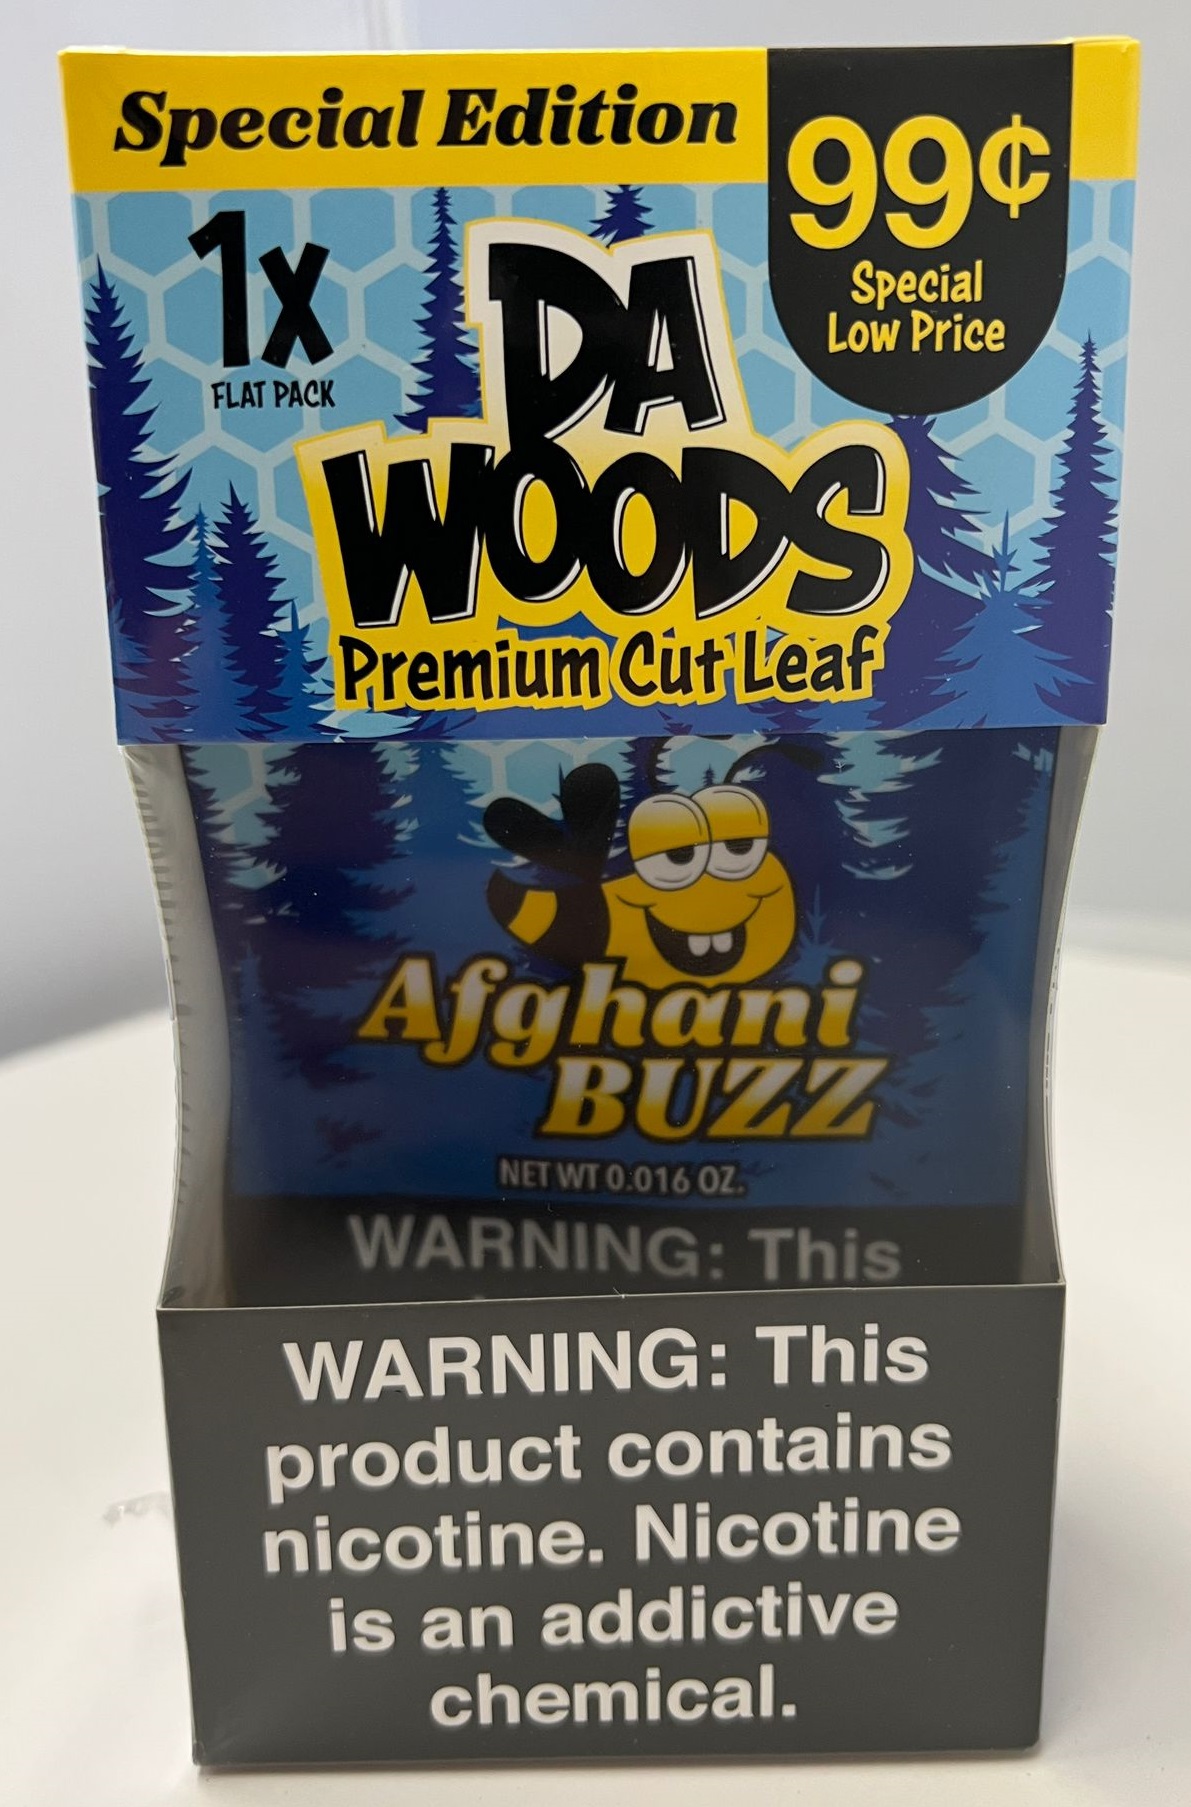 Special Edition
99¢
Special
Low Price
1x
FLAT PACK
DA
WOODS
Premium Cut Leaf
Afghani
BUZZ
NET WT 0.016 OZ.
WARNING: This
WARNING: This
product contains
nicotine. Nicotine
is an addictive
chemical.